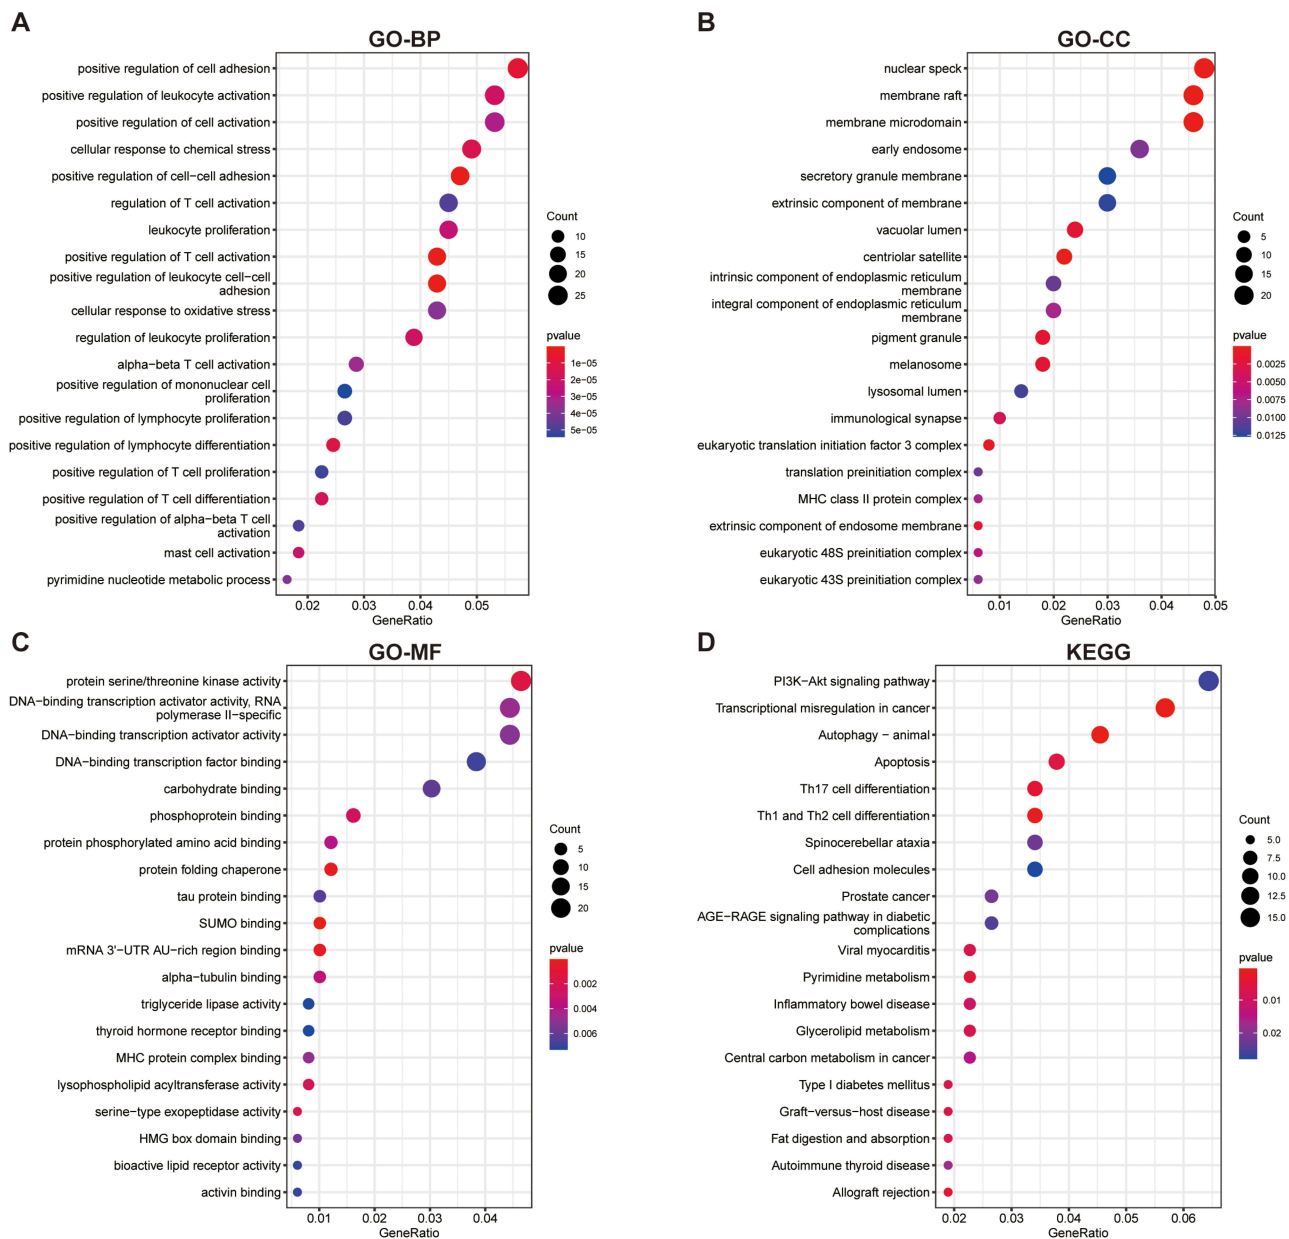 A
GO-BP
positive regulation of cell adhesion
positive regulation of leukocyte activation
positive regulation of cell activation
cellular response to chemical stress
positive regulation of cell−cell adhesion
regulation of T cell activation
leukocyte proliferation
positive regulation of T cell activation
positive regulation of leukocyte cell−cell
adhesion
cellular response to oxidative stress
regulation of leukocyte proliferation
alpha−beta T cell activation
positive regulation of mononuclear cell
proliferation
positive regulation of lymphocyte proliferation
positive regulation of lymphocyte differentiation
positive regulation of T cell proliferation
positive regulation of T cell differentiation
positive regulation of alpha−beta T cell
activation
mast cell activation
pyrimidine nucleotide metabolic process
0.02 0.03 0.04 0.05
GeneRatio
Count
10
15
20
25
pvalue
1e−05
2e−05
3e−05
4e−05
5e−05
B
GO-CC
nuclear speck
membrane raft
membrane microdomain
early endosome
secretory granule membrane
extrinsic component of membrane
vacuolar lumen
centriolar satellite
intrinsic component of endoplasmic reticulum
membrane
integral component of endoplasmic reticulum
membrane
pigment granule
melanosome
lysosomal lumen
immunological synapse
eukaryotic translation initiation factor 3 complex
translation preinitiation complex
MHC class II protein complex
extrinsic component of endosome membrane
eukaryotic 48S preinitiation complex
eukaryotic 43S preinitiation complex
0.01 0.02 0.03 0.04 0.05
GeneRatio
Count
5
10
15
20
pvalue
0.0025
0.0050
0.0075
0.0100
0.0125
C
GO-MF
protein serine/threonine kinase activity
DNA−binding transcription activator activity, RNA
polymerase II−specific
DNA−binding transcription activator activity
DNA−binding transcription factor binding
carbohydrate binding
phosphoprotein binding
protein phosphorylated amino acid binding
protein folding chaperone
tau protein binding
SUMO binding
mRNA 3'−UTR AU−rich region binding
alpha−tubulin binding
triglyceride lipase activity
thyroid hormone receptor binding
MHC protein complex binding
lysophospholipid acyltransferase activity
serine−type exopeptidase activity
HMG box domain binding
bioactive lipid receptor activity
activin binding
0.01 0.02 0.03 0.04
GeneRatio
Count
5
10
15
20
pvalue
0.002
0.004
0.006
D
KEGG
PI3K−Akt signaling pathway
Transcriptional misregulation in cancer
Autophagy − animal
Apoptosis
Th17 cell differentiation
Th1 and Th2 cell differentiation
Spinocerebellar ataxia
Cell adhesion molecules
Prostate cancer
AGE−RAGE signaling pathway in diabetic
complications
Viral myocarditis
Pyrimidine metabolism
Inflammatory bowel disease
Glycerolipid metabolism
Central carbon metabolism in cancer
Type I diabetes mellitus
Graft−versus−host disease
Fat digestion and absorption
Autoimmune thyroid disease
Allograft rejection
0.02 0.03 0.04 0.05 0.06
GeneRatio
Count
5.0
7.5
10.0
12.5
15.0
pvalue
0.01
0.02